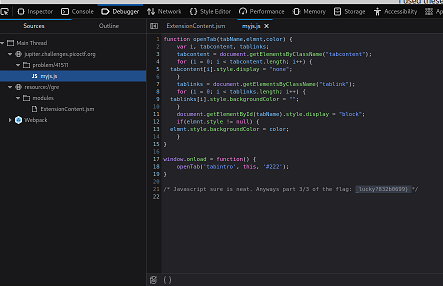 Inspector Console Debugger Network Style Editor Performance Memory Storage Accessibility
Sources Outline
ExtensionContent.jsm myjs.js
Main Thread
jupiter.challenges.picoctf.org
problem/41511
myjs.js
resource://gre
modules
ExtensionContent.jsm
Webpack
1 function openTab(tabName,elmnt,color) {
2 var i, tabcontent, tablinks;
3 tabcontent = document.getElementsByClassName("tabcontent");
4 for (i = 0; i < tabcontent.length; i++) {
5 tabcontent[i].style.display = "none";
6 }
7 tablinks = document.getElementsByClassName("tablink");
8 for (i = 0; i < tablinks.length; i++) {
9 tablinks[i].style.backgroundColor = "";
10 }
11 document.getElementById(tabName).style.display = "block";
12 if(elmnt.style != null) {
13 elmnt.style.backgroundColor = color;
14 }
15 }
16
17 window.onload = function() {
18 openTab('tabintro', this, '#222');
19 }
20
21 /* Javascript sure is neat. Anyways part 3/3 of the flag: _lucky?832b0699} */
22
{ }